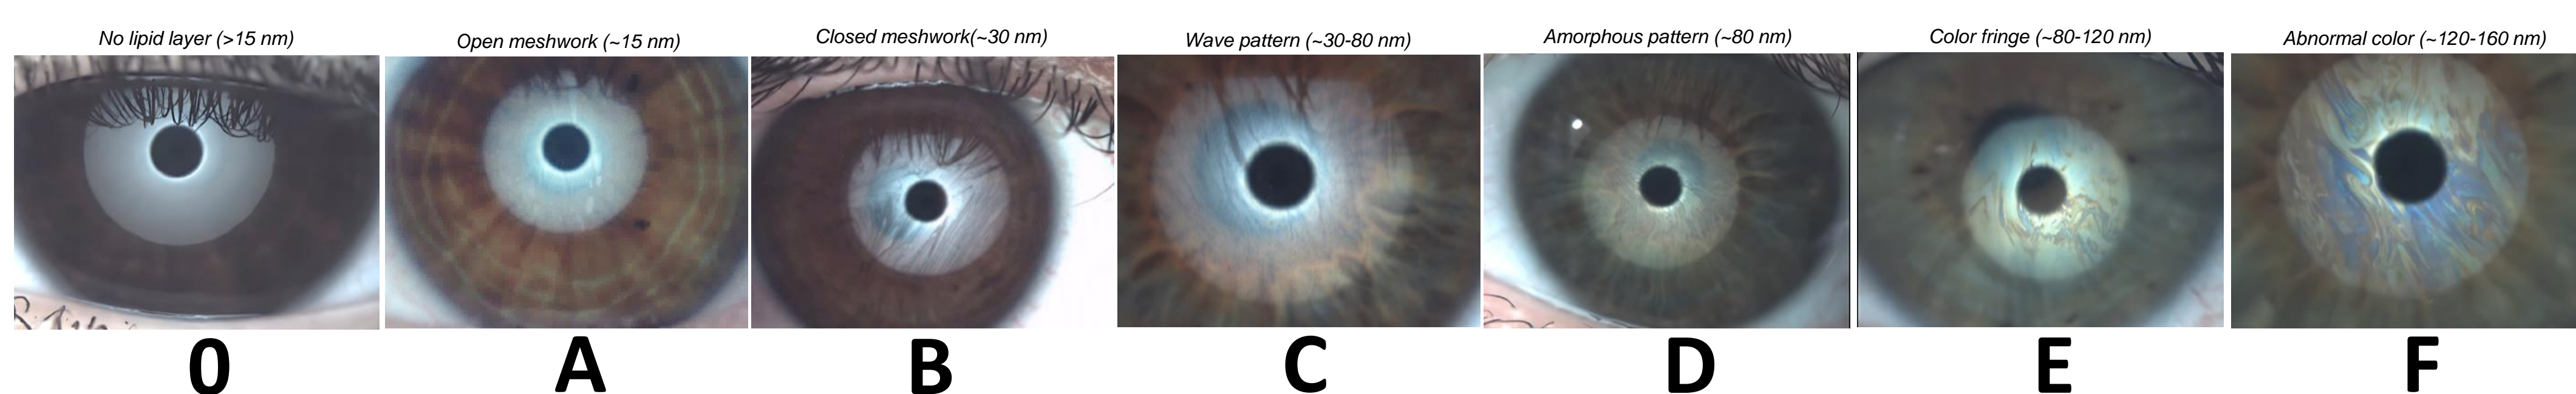 No lipid layer (>15 nm)
Open meshwork (~15 nm)
Closed meshwork(~30 nm)
Wave pattern (~30-80 nm)
Amorphous pattern (~80 nm)
Color fringe (~80-120 nm)
Abnormal color (~120-160 nm)
0
A
B
C
D
E
F